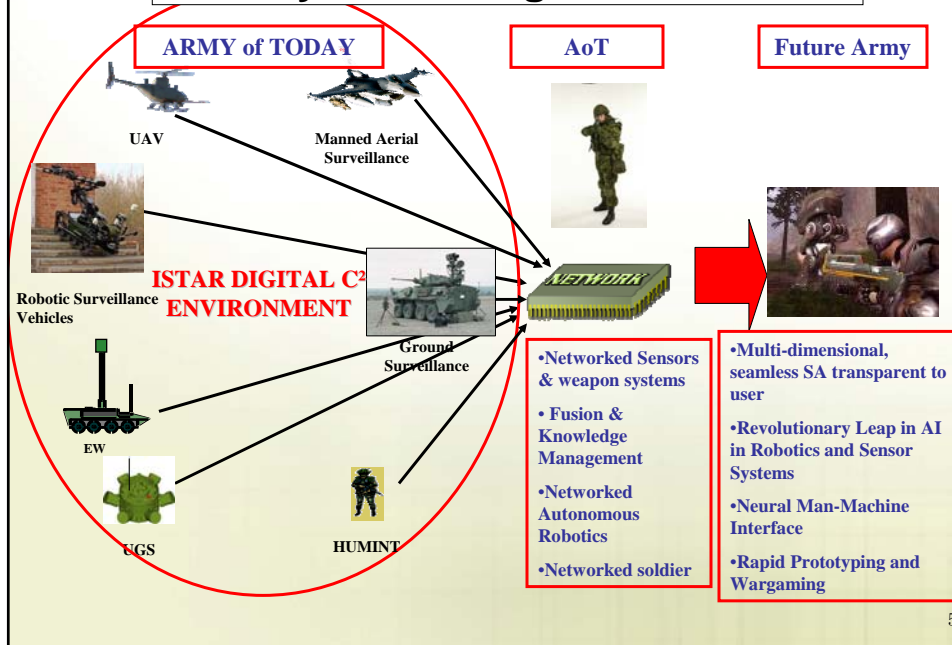 ARMY of TODAY
AoT
Future Army
UAV
Manned Aerial
Surveillance
Robotic Surveillance
Vehicles
ISTAR DIGITAL C²
ENVIRONMENT
NETWORK
Ground
Surveillance
EW
UGS
HUMINT
•Networked Sensors
& weapon systems
• Fusion &
Knowledge
Management
•Networked
Autonomous
Robotics
•Networked soldier
•Multi-dimensional,
seamless SA transparent to
user
•Revolutionary Leap in AI
in Robotics and Sensor
Systems
•Neural Man-Machine
Interface
•Rapid Prototyping and
Wargaming
5